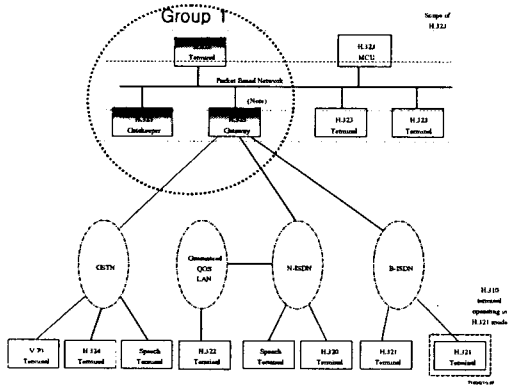 Group 1
Scope of
H.323
H.323
Terminal
H.323
MCU
Packet Based Network
(Note)
H.323
Gatekeeper
H.323
Gateway
H.323
Terminal
H.323
Terminal
GSTN
Guaranteed
QOS
LAN
N-ISDN
B-ISDN
H.310
terminal
operating in
H.321 mode
V.70
Terminal
H.324
Terminal
Speech
Terminal
H.322
Terminal
Speech
Terminal
H.320
Terminal
H.321
Terminal
H.321
Terminal